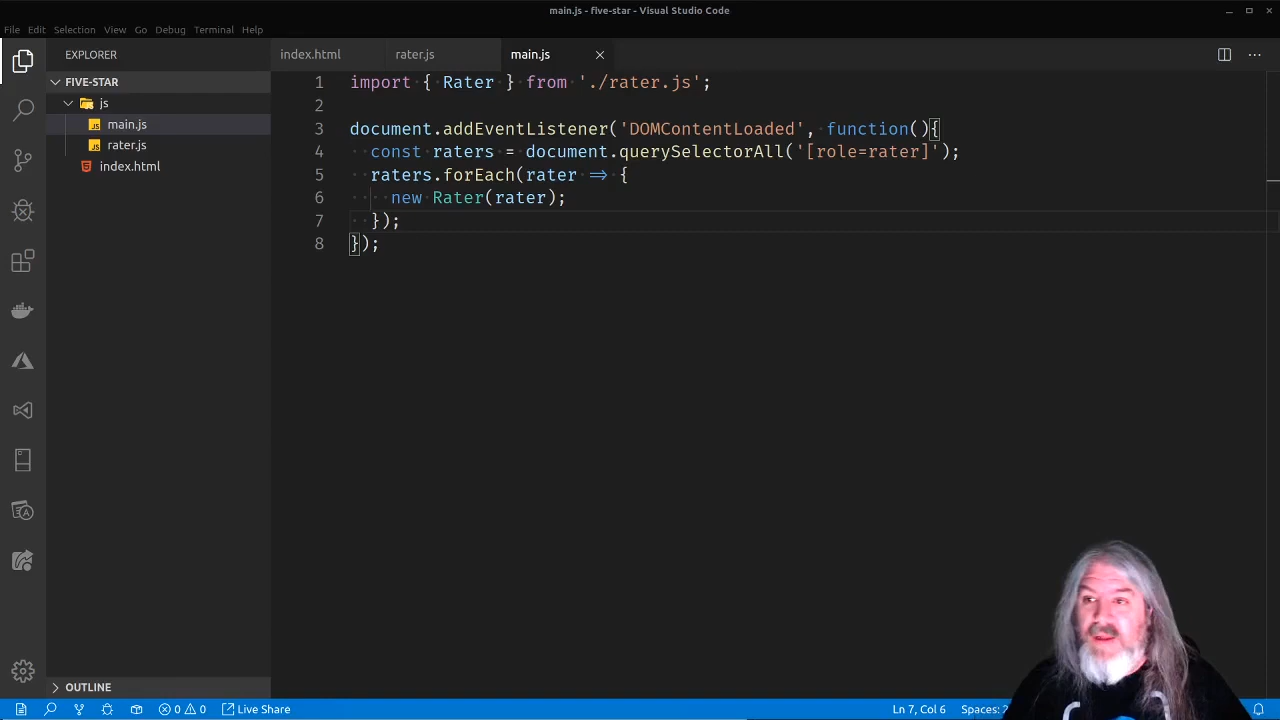 main.js - five-star - Visual Studio Code
File Edit Selection View Go Debug Terminal Help
EXPLORER
index.html rater.js main.js
FIVE-STAR
js
main.js
rater.js
index.html
1 import { Rater } from './rater.js';
2
3 document.addEventListener('DOMContentLoaded', function(){
4 const raters = document.querySelectorAll('[role=rater]');
5 raters.forEach(rater => {
6 new Rater(rater);
7 });
8 });
OUTLINE
0 0 Live Share Ln 7, Col 6 Spaces: